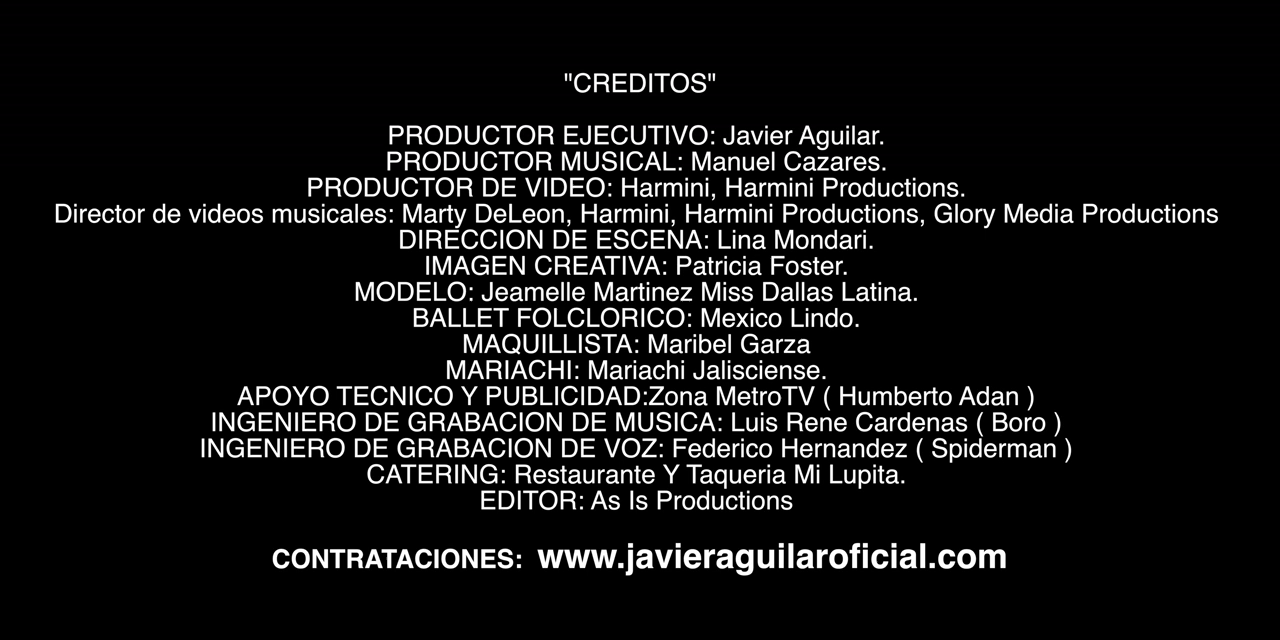 "CREDITOS"
PRODUCTOR EJECUTIVO: Javier Aguilar.
PRODUCTOR MUSICAL: Manuel Cazares.
PRODUCTOR DE VIDEO: Harmini, Harmini Productions.
Director de videos musicales: Marty DeLeon, Harmini, Harmini Productions, Glory Media Productions
DIRECCION DE ESCENA: Lina Mondari.
IMAGEN CREATIVA: Patricia Foster.
MODELO: Jeamelle Martinez Miss Dallas Latina.
BALLET FOLCLORICO: Mexico Lindo.
MAQUILLISTA: Maribel Garza
MARIACHI: Mariachi Jalisciense.
APOYO TECNICO Y PUBLICIDAD:Zona MetroTV ( Humberto Adan )
INGENIERO DE GRABACION DE MUSICA: Luis Rene Cardenas ( Boro )
INGENIERO DE GRABACION DE VOZ: Federico Hernandez ( Spiderman )
CATERING: Restaurante Y Taqueria Mi Lupita.
EDITOR: As Is Productions
CONTRATACIONES: www.javieraguilaroficial.com